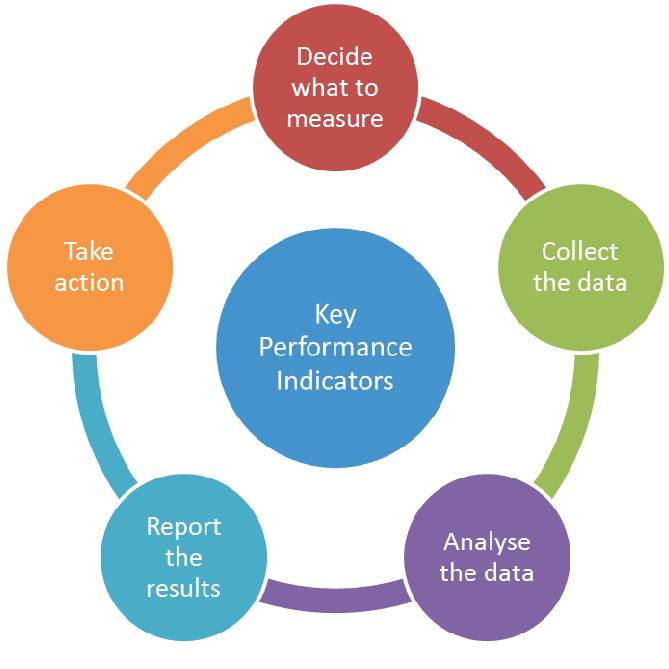 Decide
what to
measure
Collect
the data
Analyse
the data
Report
the
results
Take
action
Key
Performance
Indicators